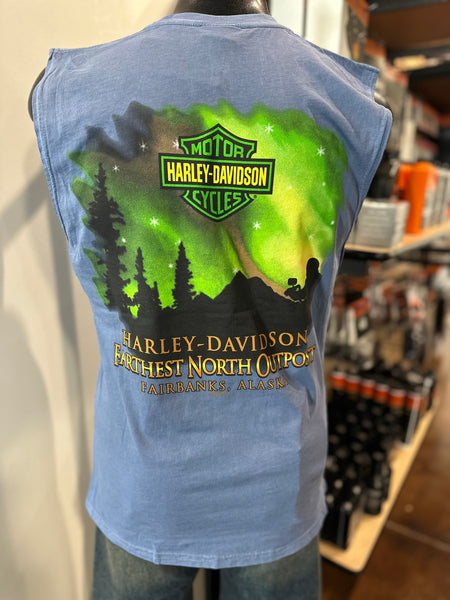 MOTOR
HARLEY-DAVIDSON
CYCLES
HARLEY-DAVIDSON
FARTHEST NORTH OUTPOST
FAIRBANKS, ALASKA